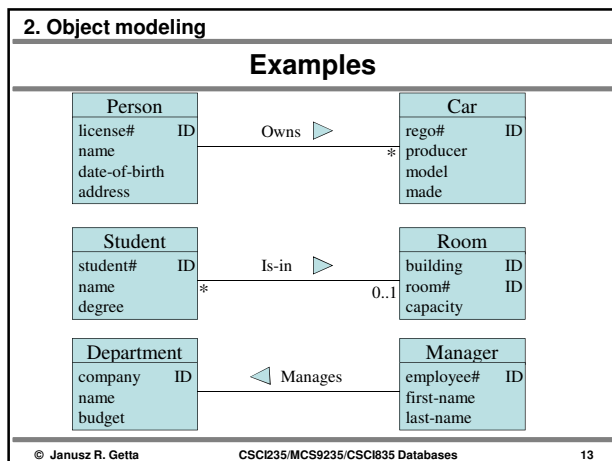 2. Object modeling
Examples
Person
license# ID
name
date-of-birth
address
Owns
*
Car
rego# ID
producer
model
made
Student
student# ID
name
degree
Is-in
*
0..1
Room
building ID
room# ID
capacity
Department
company ID
name
budget
Manages
Manager
employee# ID
first-name
last-name
© Janusz R. Getta CSCI235/MCS9235/CSCI835 Databases 13